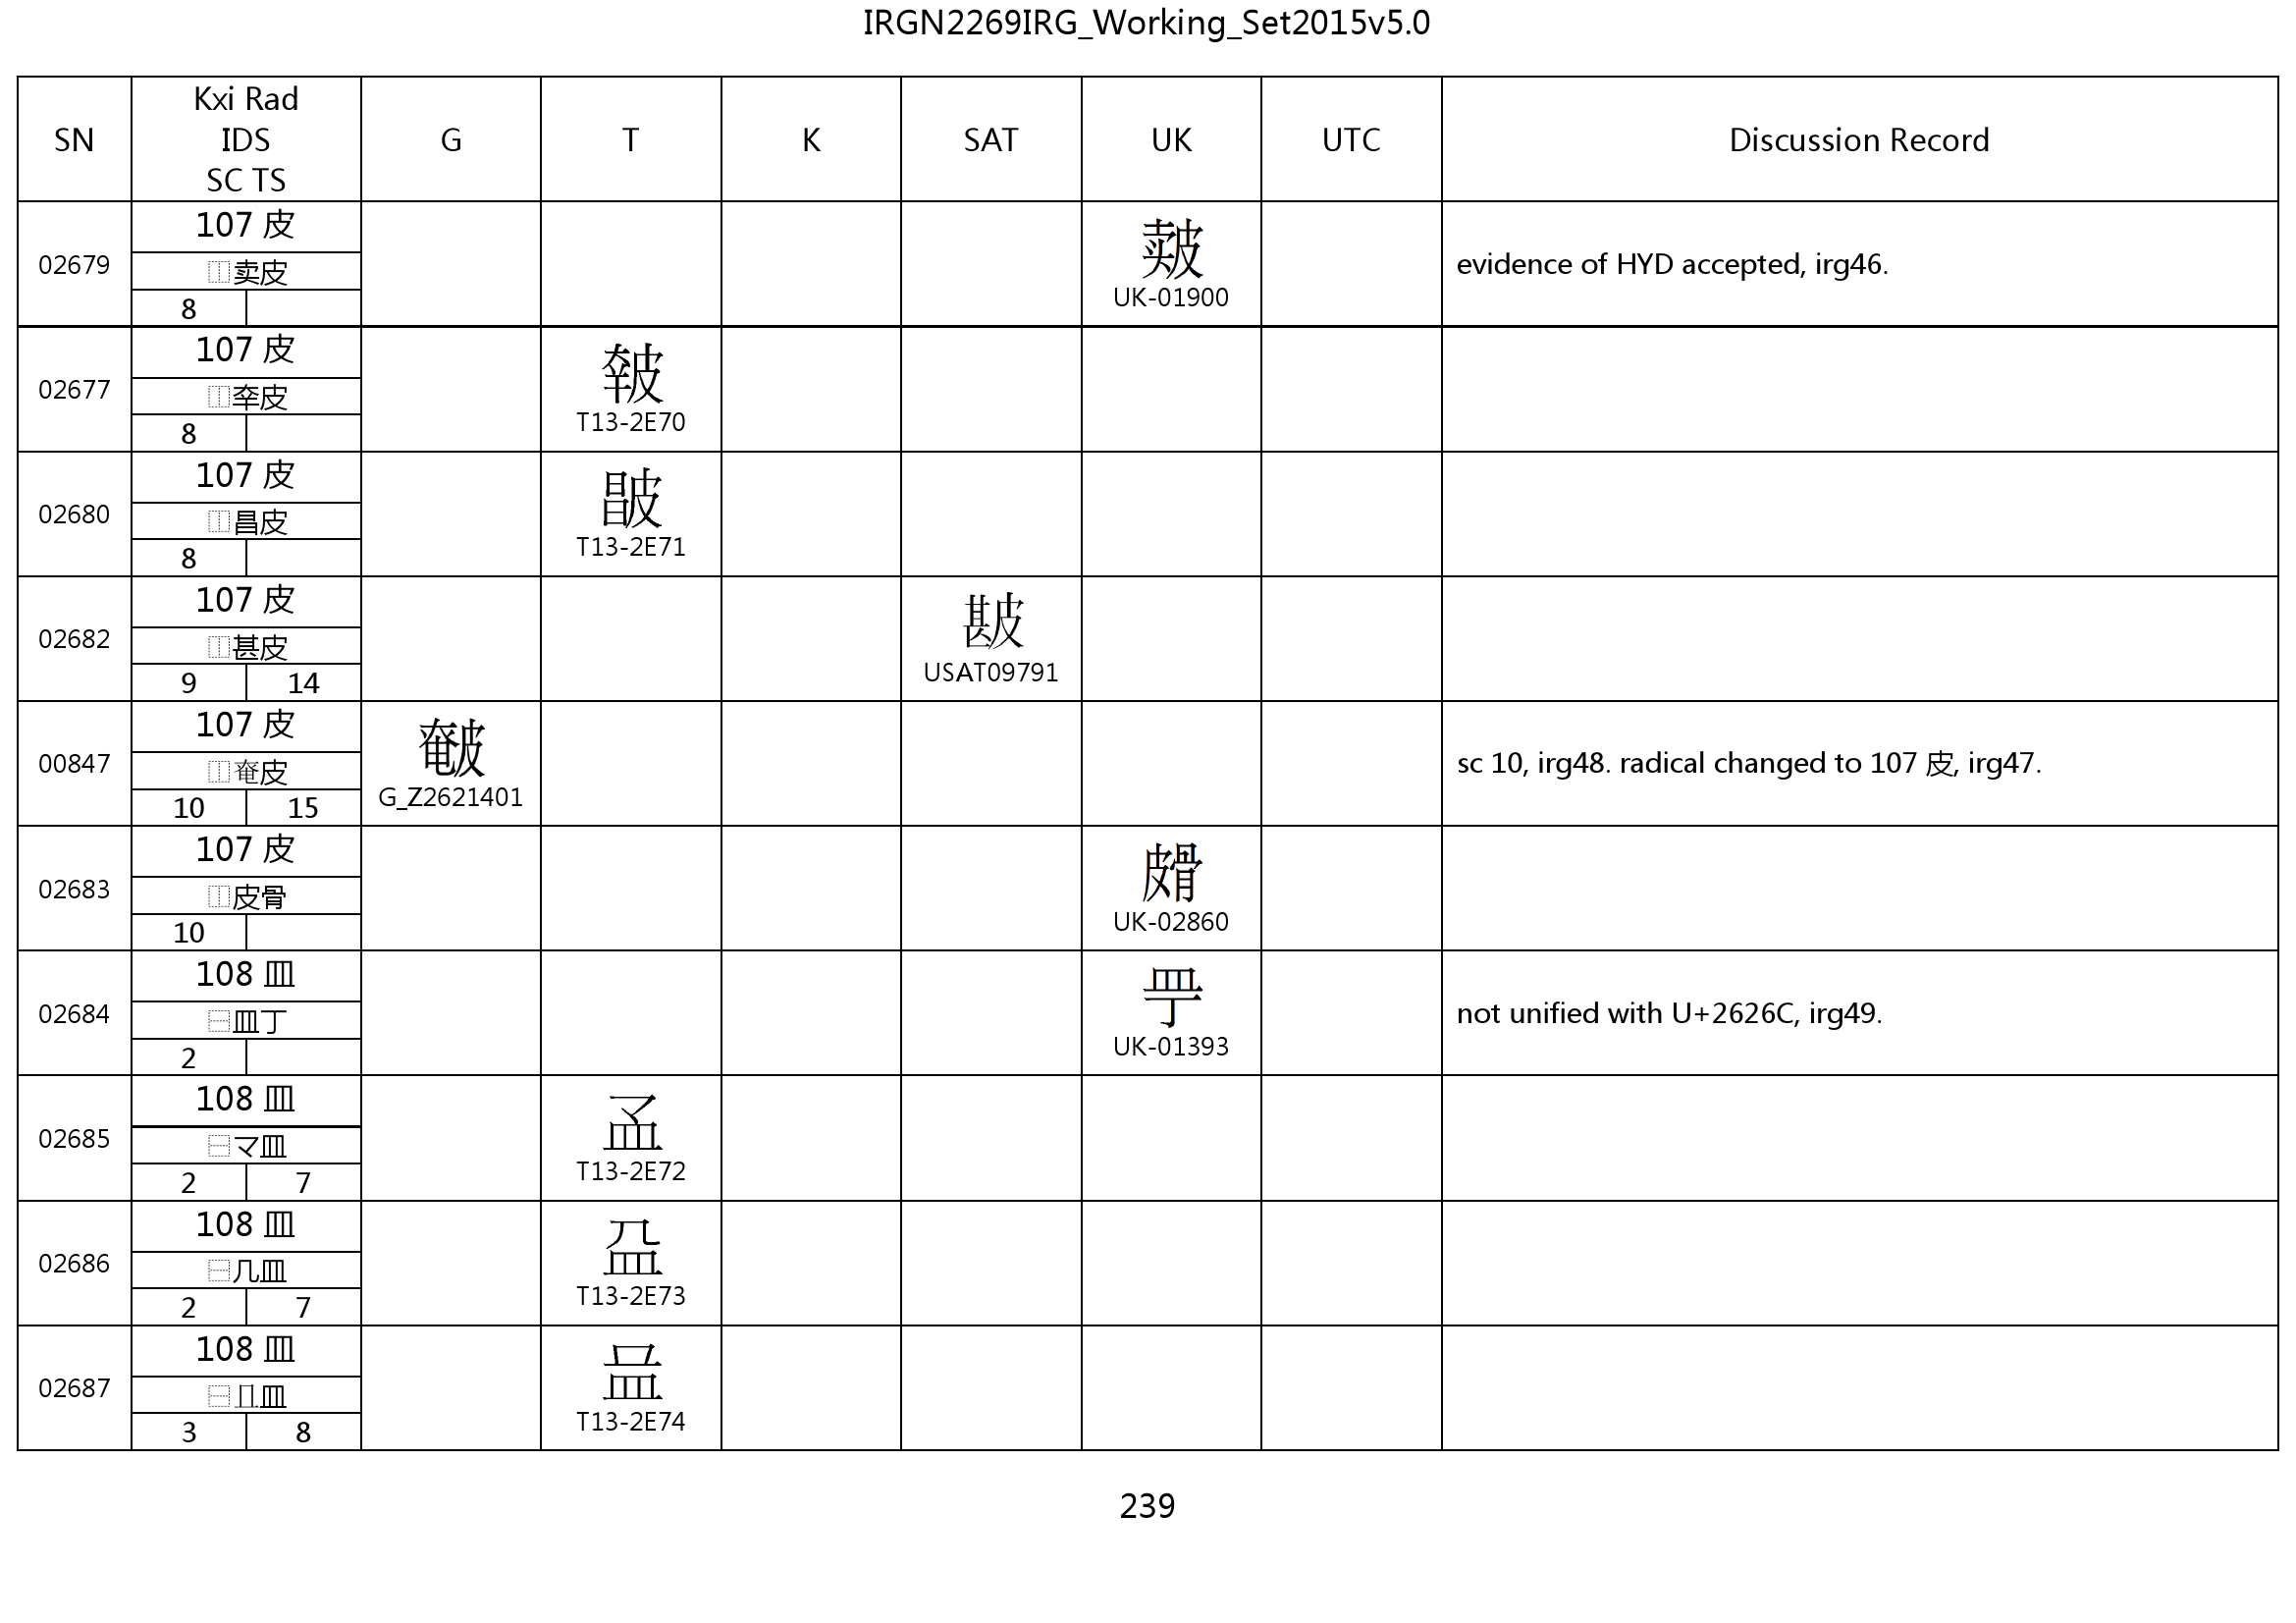 IRGN2269IRG_Working_Set2015v5.0
SN
Kxi Rad
IDS
SC TS
G
T
K
SAT
UK
UTC
Discussion Record
02679
107 皮
⿰卖皮
8
UK-01900
evidence of HYD accepted, irg46.
02677
107 皮
⿰㚔皮
8
T13-2E70
02680
107 皮
⿰昌皮
8
T13-2E71
02682
107 皮
⿰甚皮
9 14
USAT09791
00847
107 皮
⿰奄皮
10 15
G_Z2621401
sc 10, irg48. radical changed to 107 皮, irg47.
02683
107 皮
⿰皮骨
10
UK-02860
02684
108 皿
⿱皿丁
2
UK-01393
not unified with U+2626C, irg49.
02685
108 皿
⿱マ皿
2 7
T13-2E72
02686
108 皿
⿱几皿
2 7
T13-2E73
02687
108 皿
⿱皿
3 8
T13-2E74
239